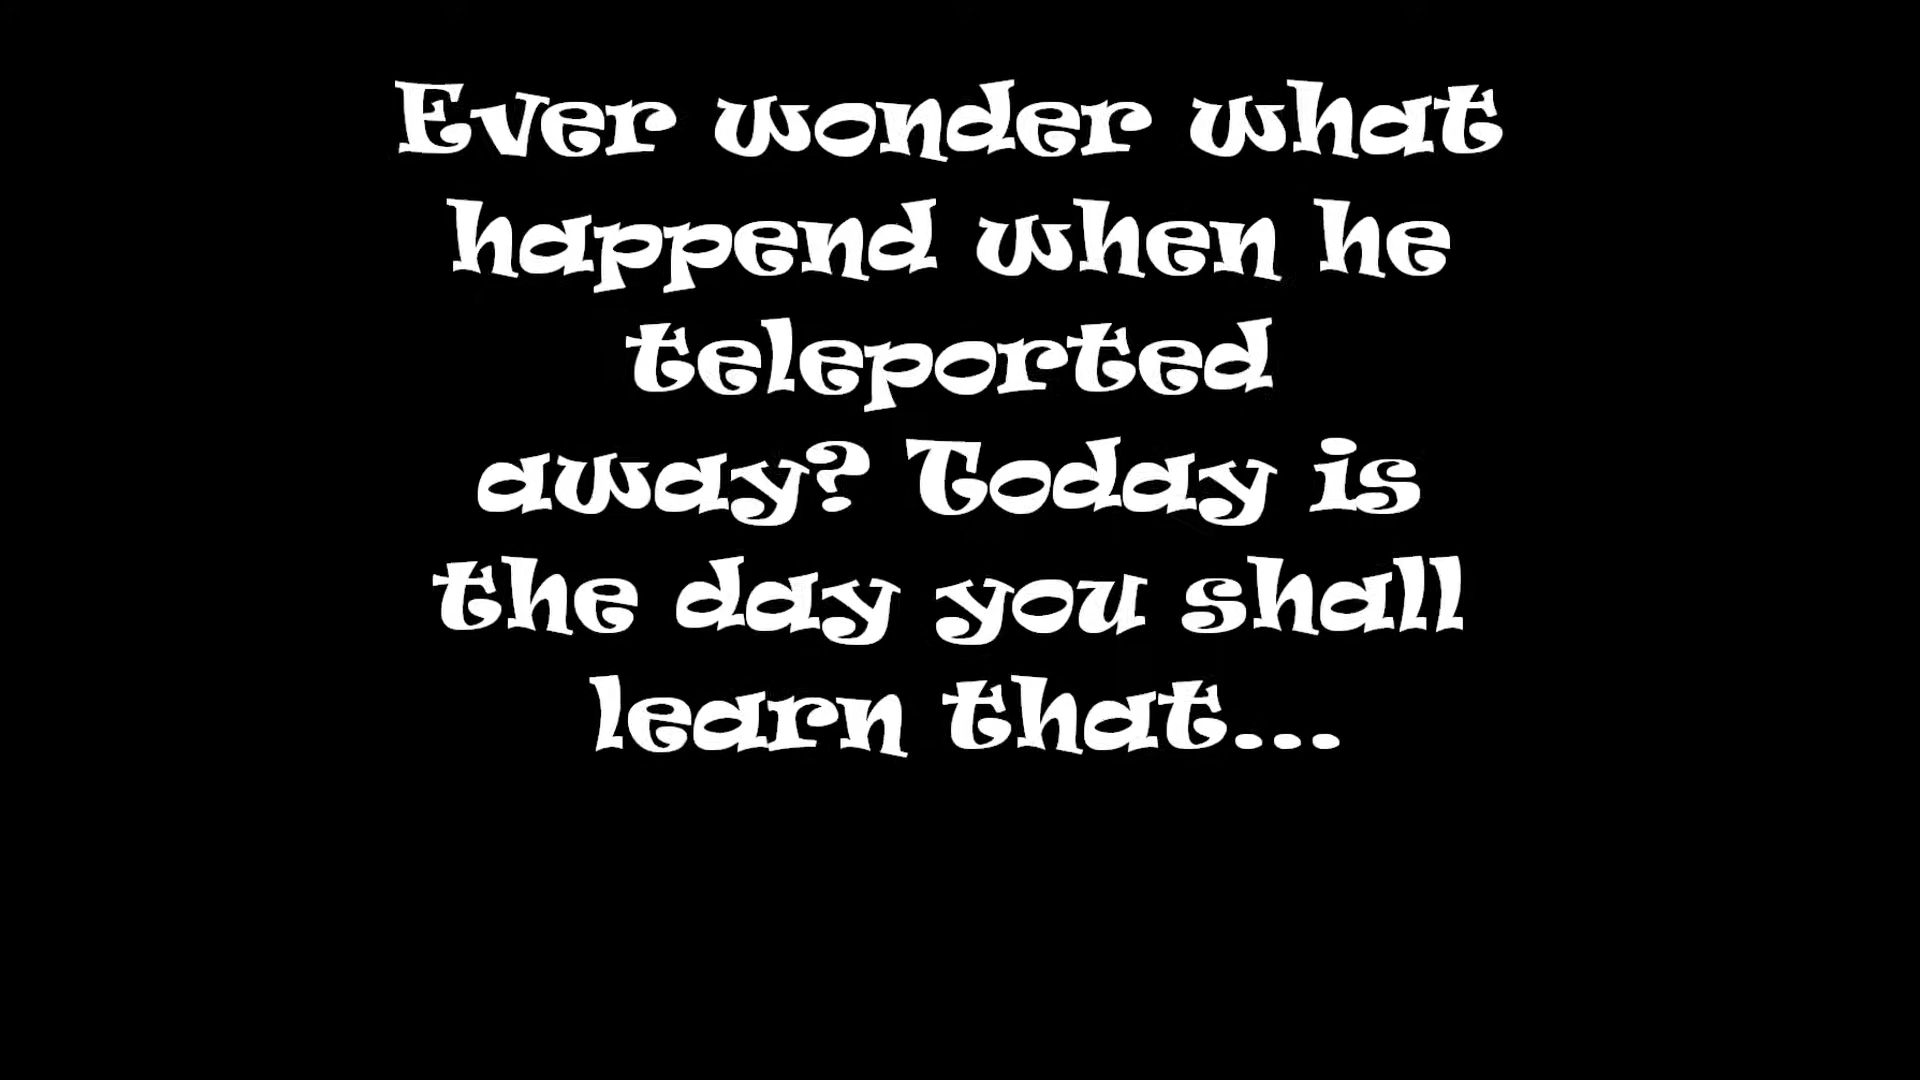 Ever wonder what
happend when he
teleported
away? Today is
the day you shall
learn that...